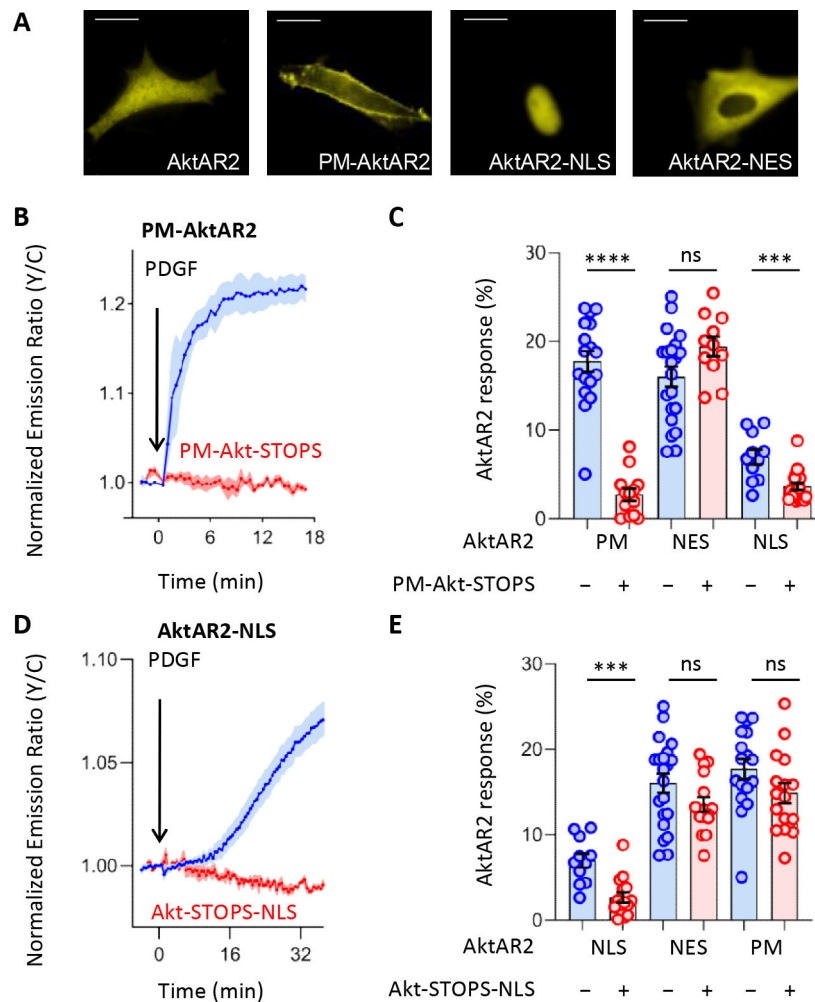 A
AktAR2
PM-AktAR2
AktAR2-NLS
AktAR2-NES
B
PM-AktAR2
PDGF
Normalized Emission Ratio (Y/C)
1.2
1.1
1.0
PM-Akt-STOPS
0
6
12
18
Time (min)
C
AktAR2 response (%)
30
20
10
0
****
ns
***
AktAR2
PM
NES
NLS
PM-Akt-STOPS
− + − + − +
D
AktAR2-NLS
PDGF
Normalized Emission Ratio (Y/C)
1.10
1.05
1.00
Akt-STOPS-NLS
0
16
32
Time (min)
E
AktAR2 response (%)
30
20
10
0
***
ns
ns
AktAR2
NLS
NES
PM
Akt-STOPS-NLS
− + − + − +